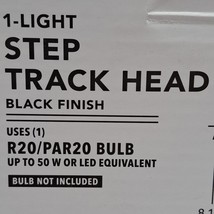 1-LIGHT
STEP
TRACK HEAD
BLACK FINISH
USES (1)
R20/PAR20 BULB
UP TO 50 W OR LED EQUIVALENT
BULB NOT INCLUDED